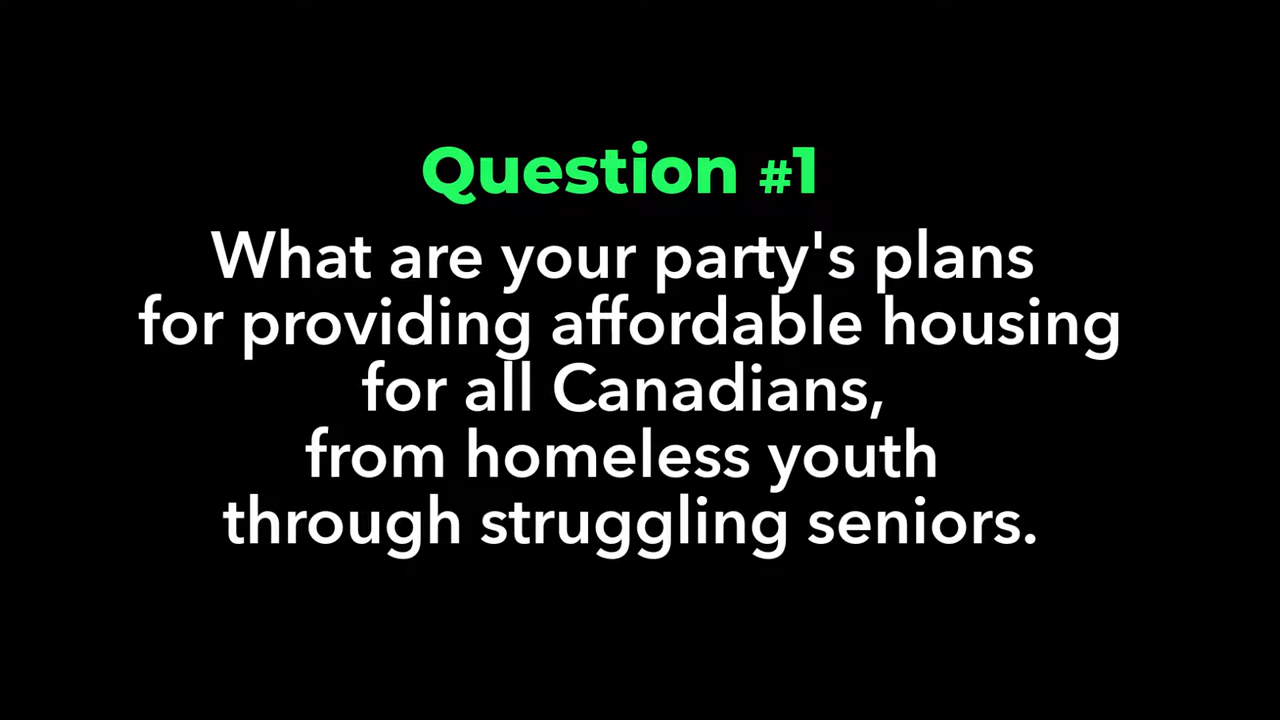 Question #1
What are your party's plans
for providing affordable housing
for all Canadians,
from homeless youth
through struggling seniors.